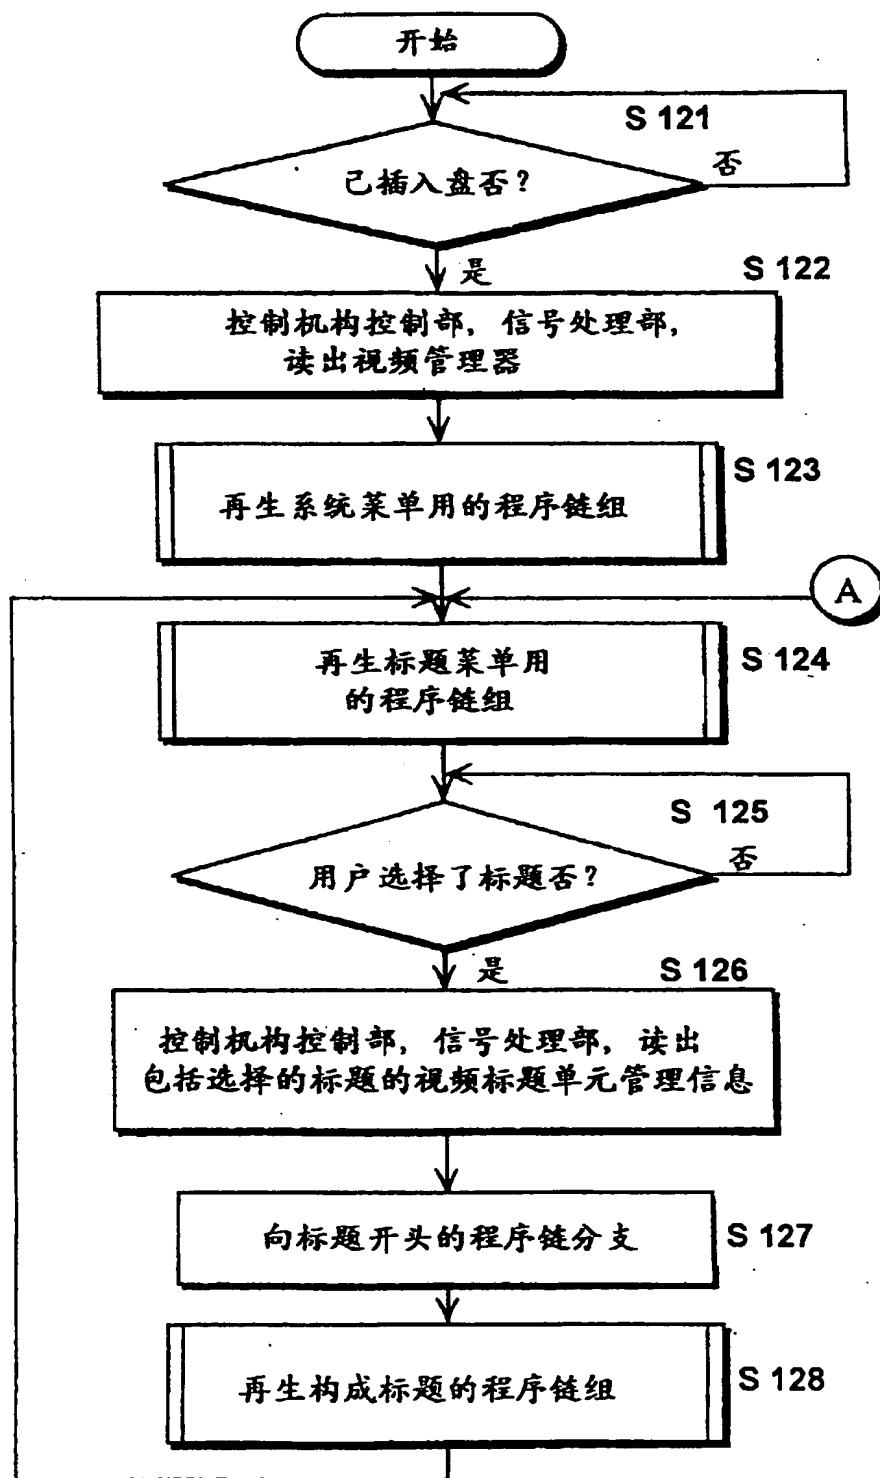 开始
S 121
否
已插入盘否?
是
S 122
控制机构控制部, 信号处理部,
读出视频管理器
S 123
再生系统菜单用的程序链组
A
再生标题菜单用
的程序链组
S 124
S 125
否
用户选择了标题否?
是
S 126
控制机构控制部, 信号处理部, 读出
包括选择的标题的视频标题单元管理信息
向标题开头的程序链分支
S 127
再生构成标题的程序链组
S 128